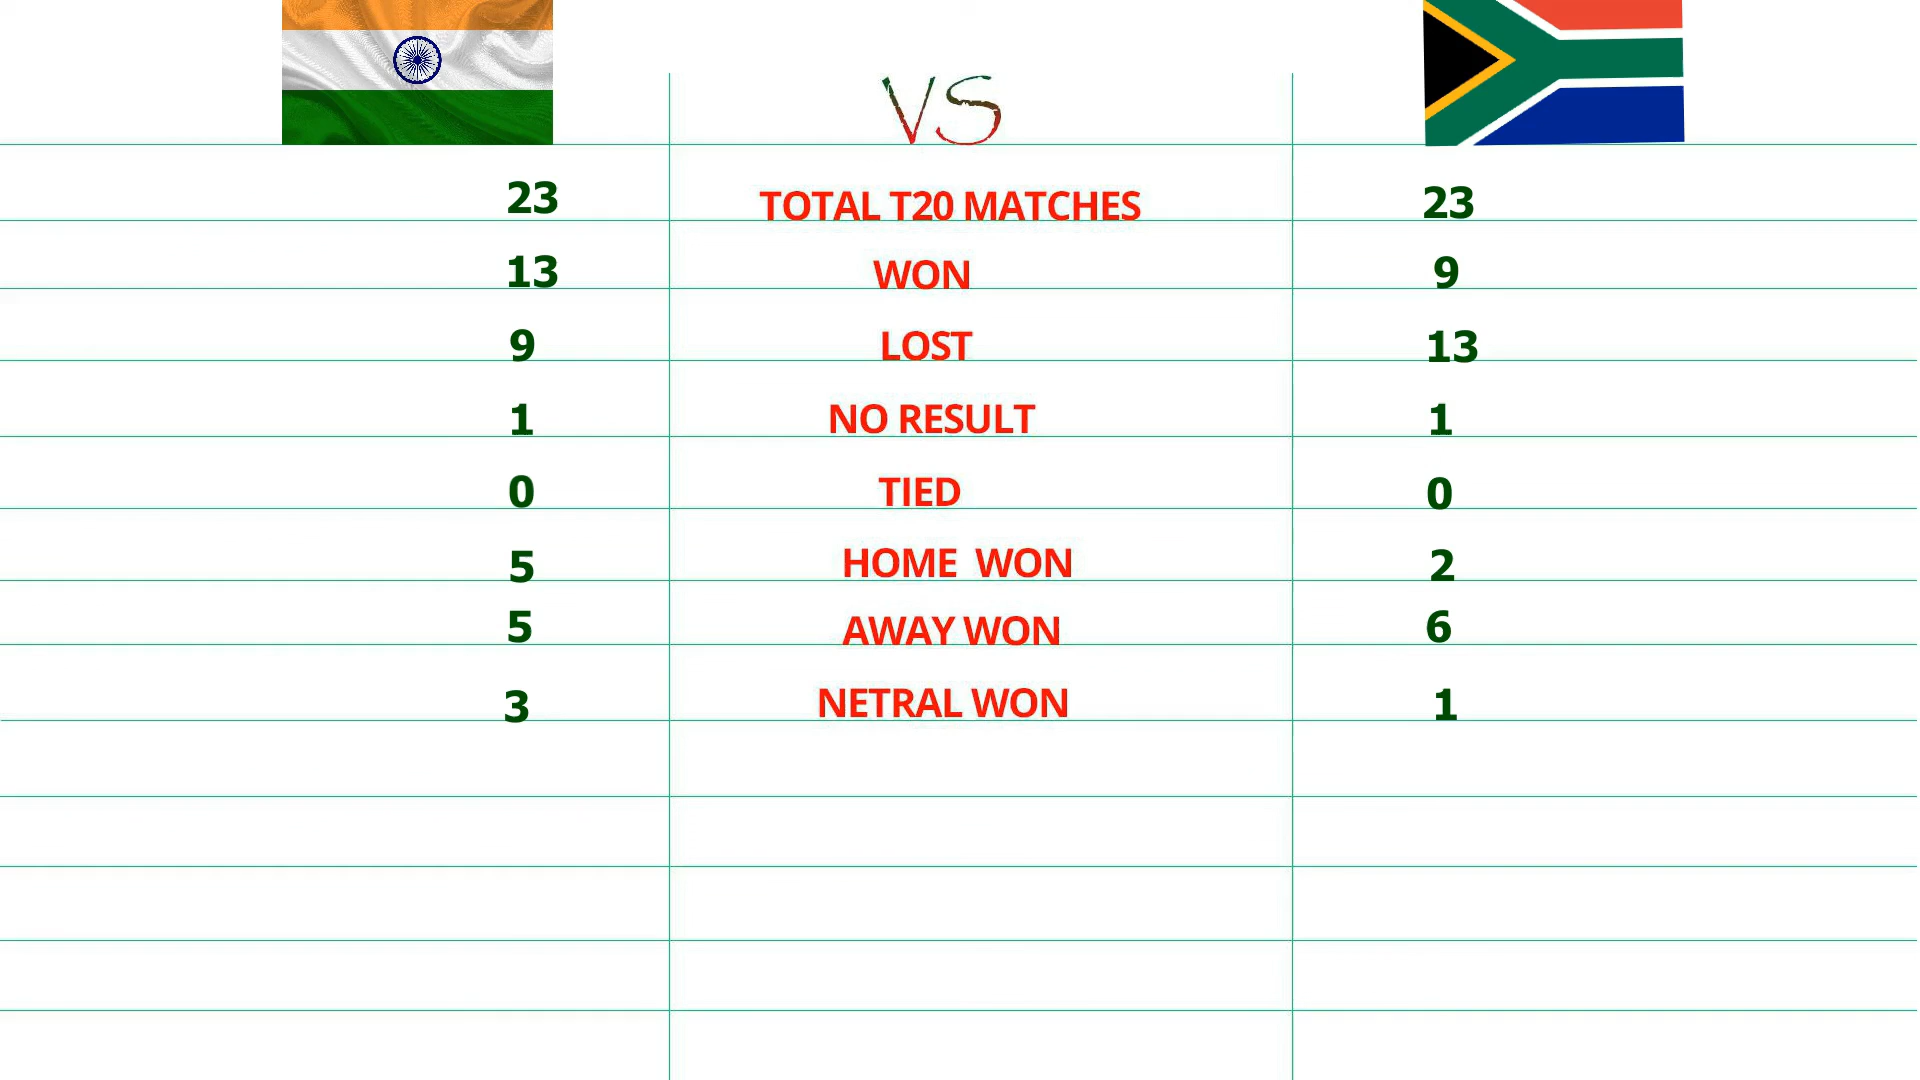 VS
23 TOTAL T20 MATCHES 23
13 WON 9
9 LOST 13
1 NO RESULT 1
0 TIED 0
5 HOME WON 2
5 AWAY WON 6
3 NETRAL WON 1